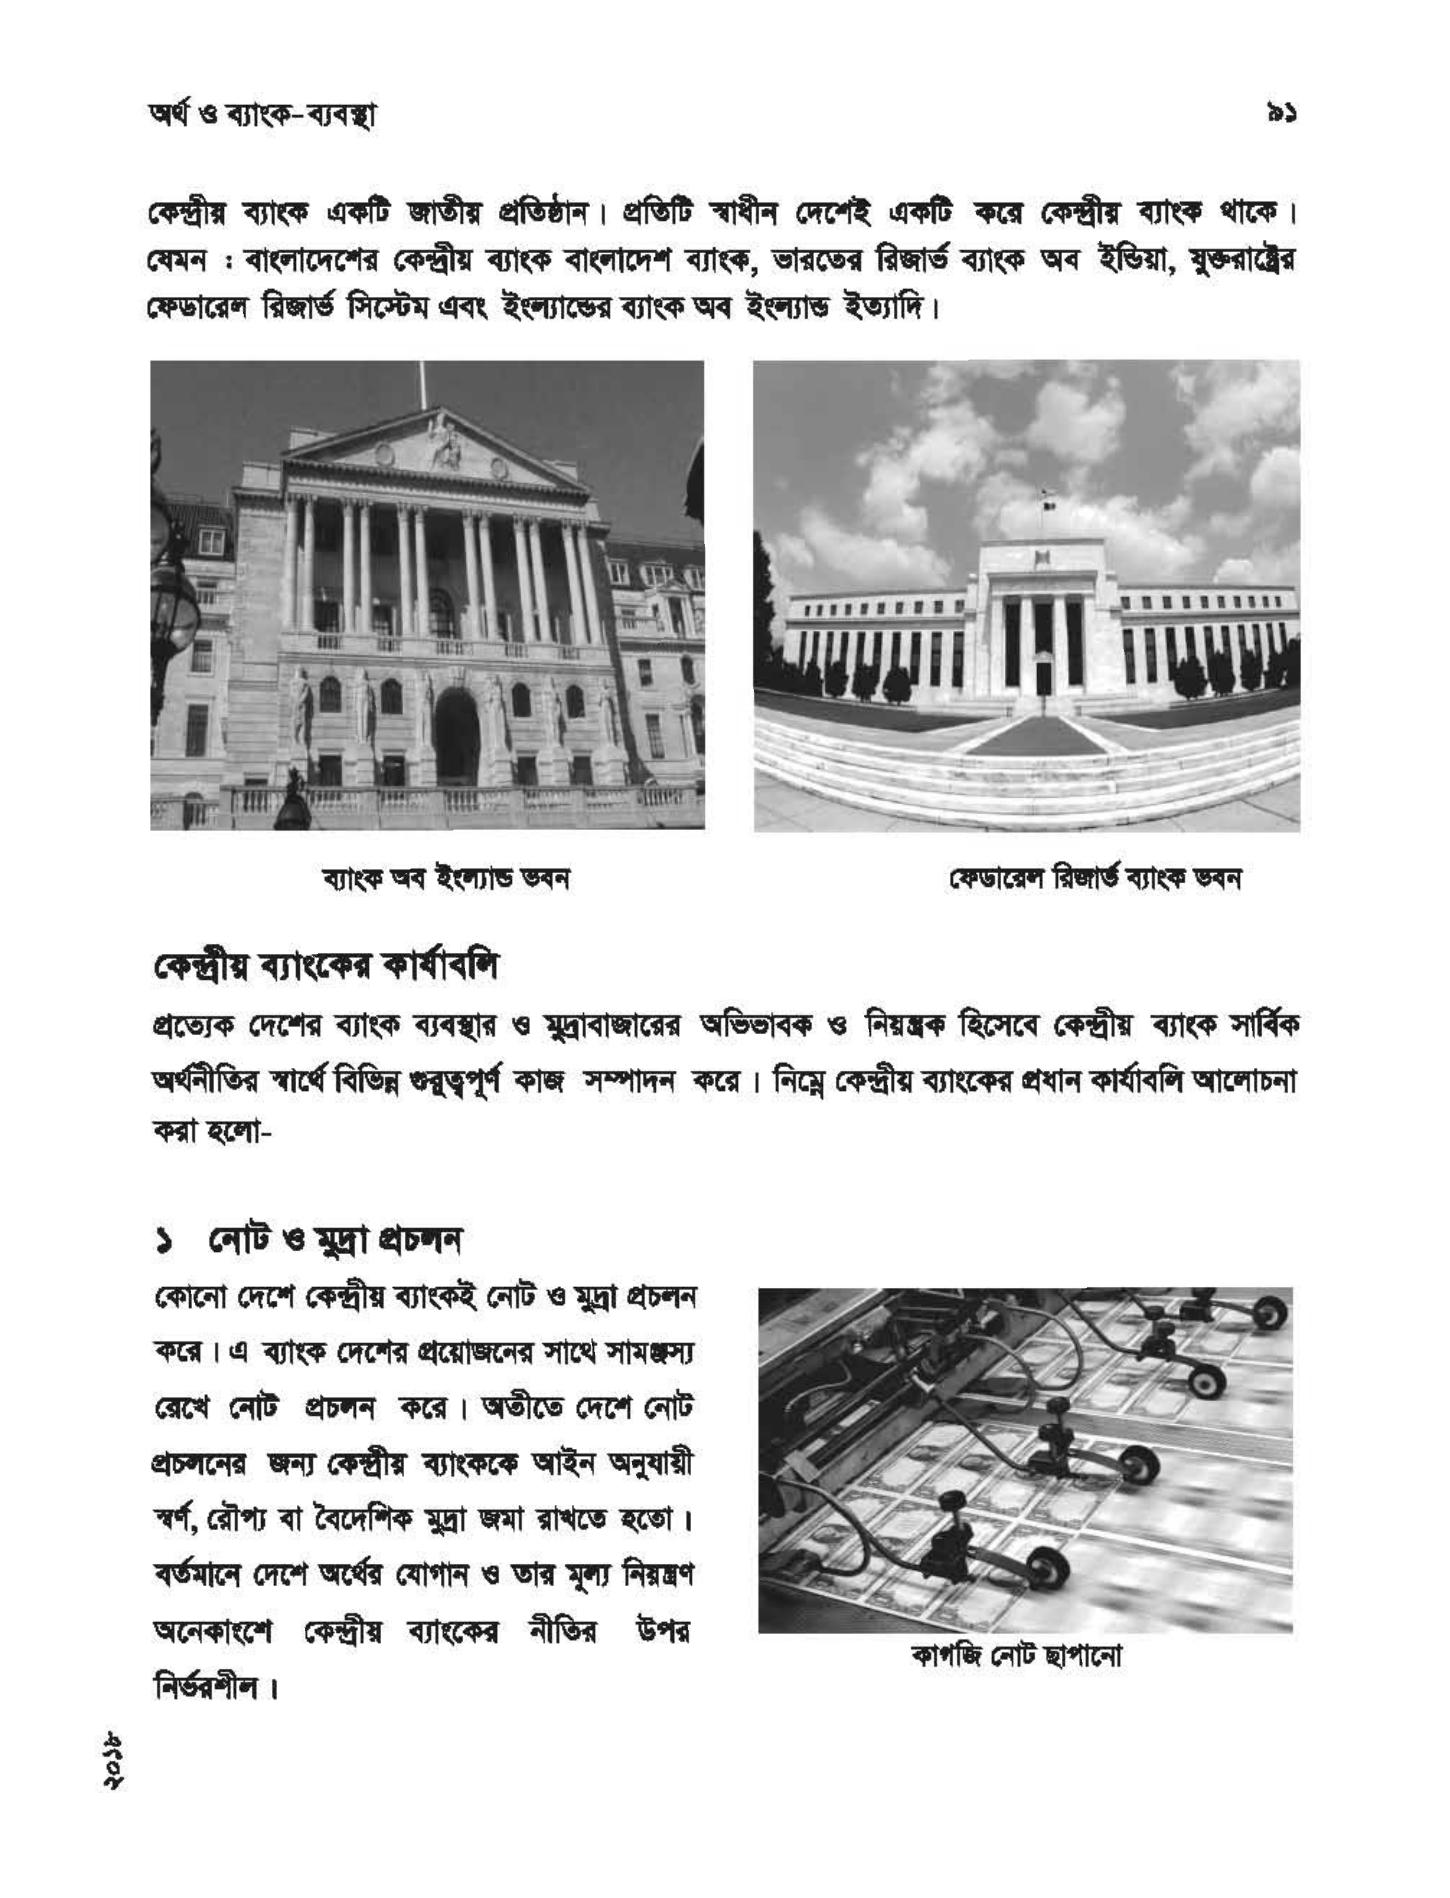 অর্থ ও ব্যাংক-ব্যবস্থা ৯১
কেন্দ্রীয় ব্যাংক একটি জাতীয় প্রতিষ্ঠান। প্রতিটি স্বাধীন দেশেই একটি করে কেন্দ্রীয় ব্যাংক থাকে।
যেমন : বাংলাদেশের কেন্দ্রীয় ব্যাংক বাংলাদেশ ব্যাংক, ভারতের রিজার্ভ ব্যাংক অব ইন্ডিয়া, যুক্তরাষ্ট্রের
ফেডারেল রিজার্ভ সিস্টেম এবং ইংল্যান্ডের ব্যাংক অব ইংল্যান্ড ইত্যাদি।
ব্যাংক অব ইংল্যান্ড ভবন
ফেডারেল রিজার্ভ ব্যাংক ভবন
কেন্দ্রীয় ব্যাংকের কার্যাবলি
প্রত্যেক দেশের ব্যাংক ব্যবস্থার ও মুদ্রাবাজারের অভিভাবক ও নিয়ন্ত্রক হিসেবে কেন্দ্রীয় ব্যাংক সার্বিক
অর্থনীতির স্বার্থে বিভিন্ন গুরুত্বপূর্ণ কাজ সম্পাদন করে। নিম্নে কেন্দ্রীয় ব্যাংকের প্রধান কার্যাবলি আলোচনা
করা হলো-
১ নোট ও মুদ্রা প্রচলন
কোনো দেশে কেন্দ্রীয় ব্যাংকই নোট ও মুদ্রা প্রচলন
করে। এ ব্যাংক দেশের প্রয়োজনের সাথে সামঞ্জস্য
রেখে নোট প্রচলন করে। অতীতে দেশে নোট
প্রচলনের জন্য কেন্দ্রীয় ব্যাংককে আইন অনুযায়ী
স্বর্ণ, রৌপ্য বা বৈদেশিক মুদ্রা জমা রাখতে হতো।
বর্তমানে দেশে অর্থের যোগান ও তার মূল্য নিয়ন্ত্রণ
অনেকাংশে কেন্দ্রীয় ব্যাংকের নীতির উপর
নির্ভরশীল।
কাগজি নোট ছাপানো
২০১৮